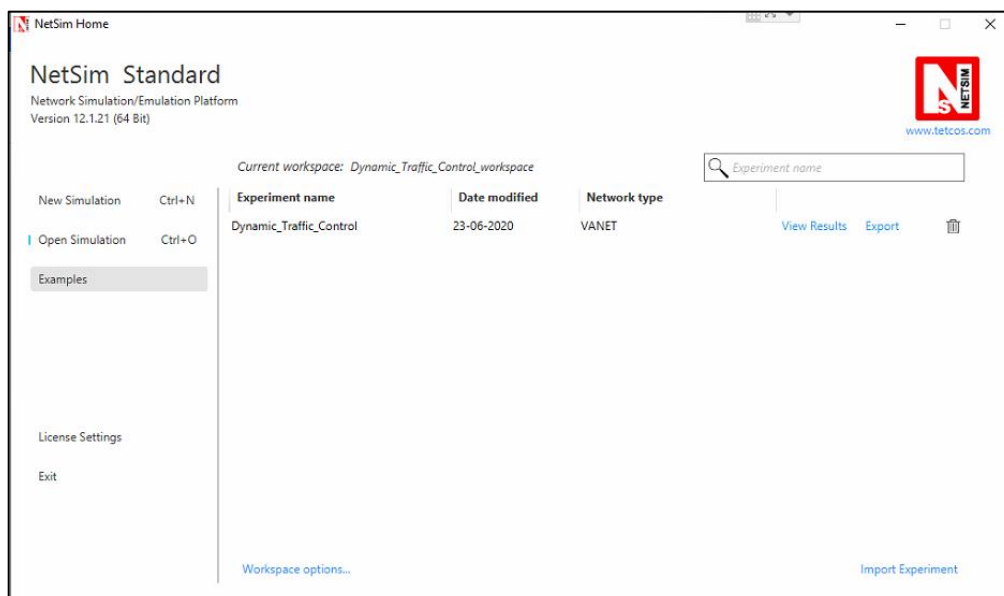 NetSim Home
NetSim Standard
Network Simulation/Emulation Platform
Version 12.1.21 (64 Bit)
NS NETSIM
www.tetcos.com
Current workspace: Dynamic_Traffic_Control_workspace
Experiment name
New Simulation Ctrl+N
Experiment name Date modified Network type
Dynamic_Traffic_Control 23-06-2020 VANET View Results Export
Open Simulation Ctrl+O
Examples
License Settings
Exit
Workspace options...
Import Experiment